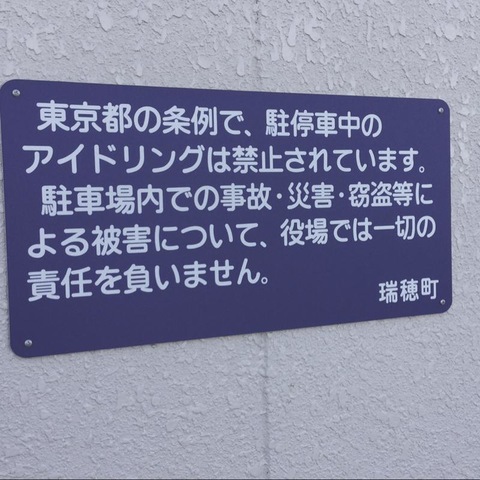 東京都の条例で、駐停車中の
アイドリングは禁止されています。
駐車場内での事故・災害・窃盗等に
よる被害について、役場では一切の
責任を負いません。
瑞穂町